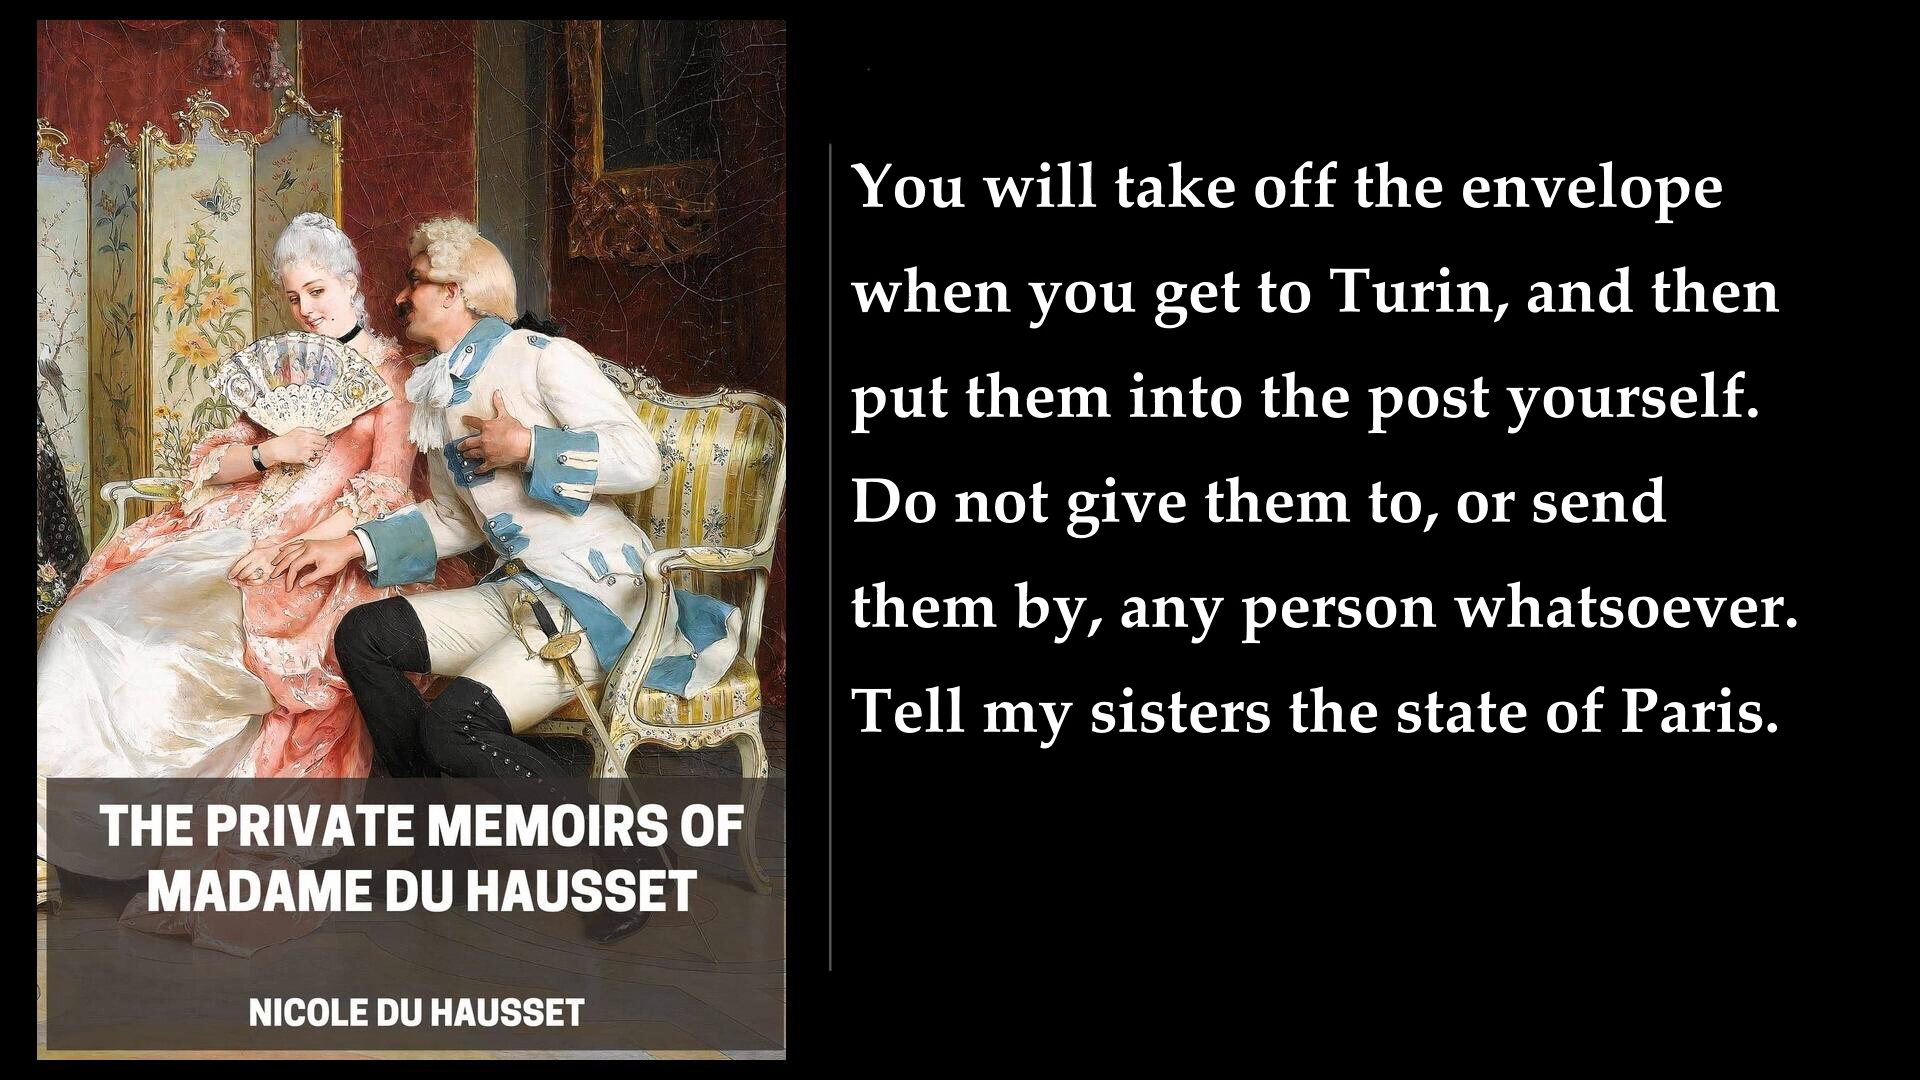 THE PRIVATE MEMOIRS OF
MADAME DU HAUSSET
NICOLE DU HAUSSET
You will take off the envelope
when you get to Turin, and then
put them into the post yourself.
Do not give them to, or send
them by, any person whatsoever.
Tell my sisters the state of Paris.